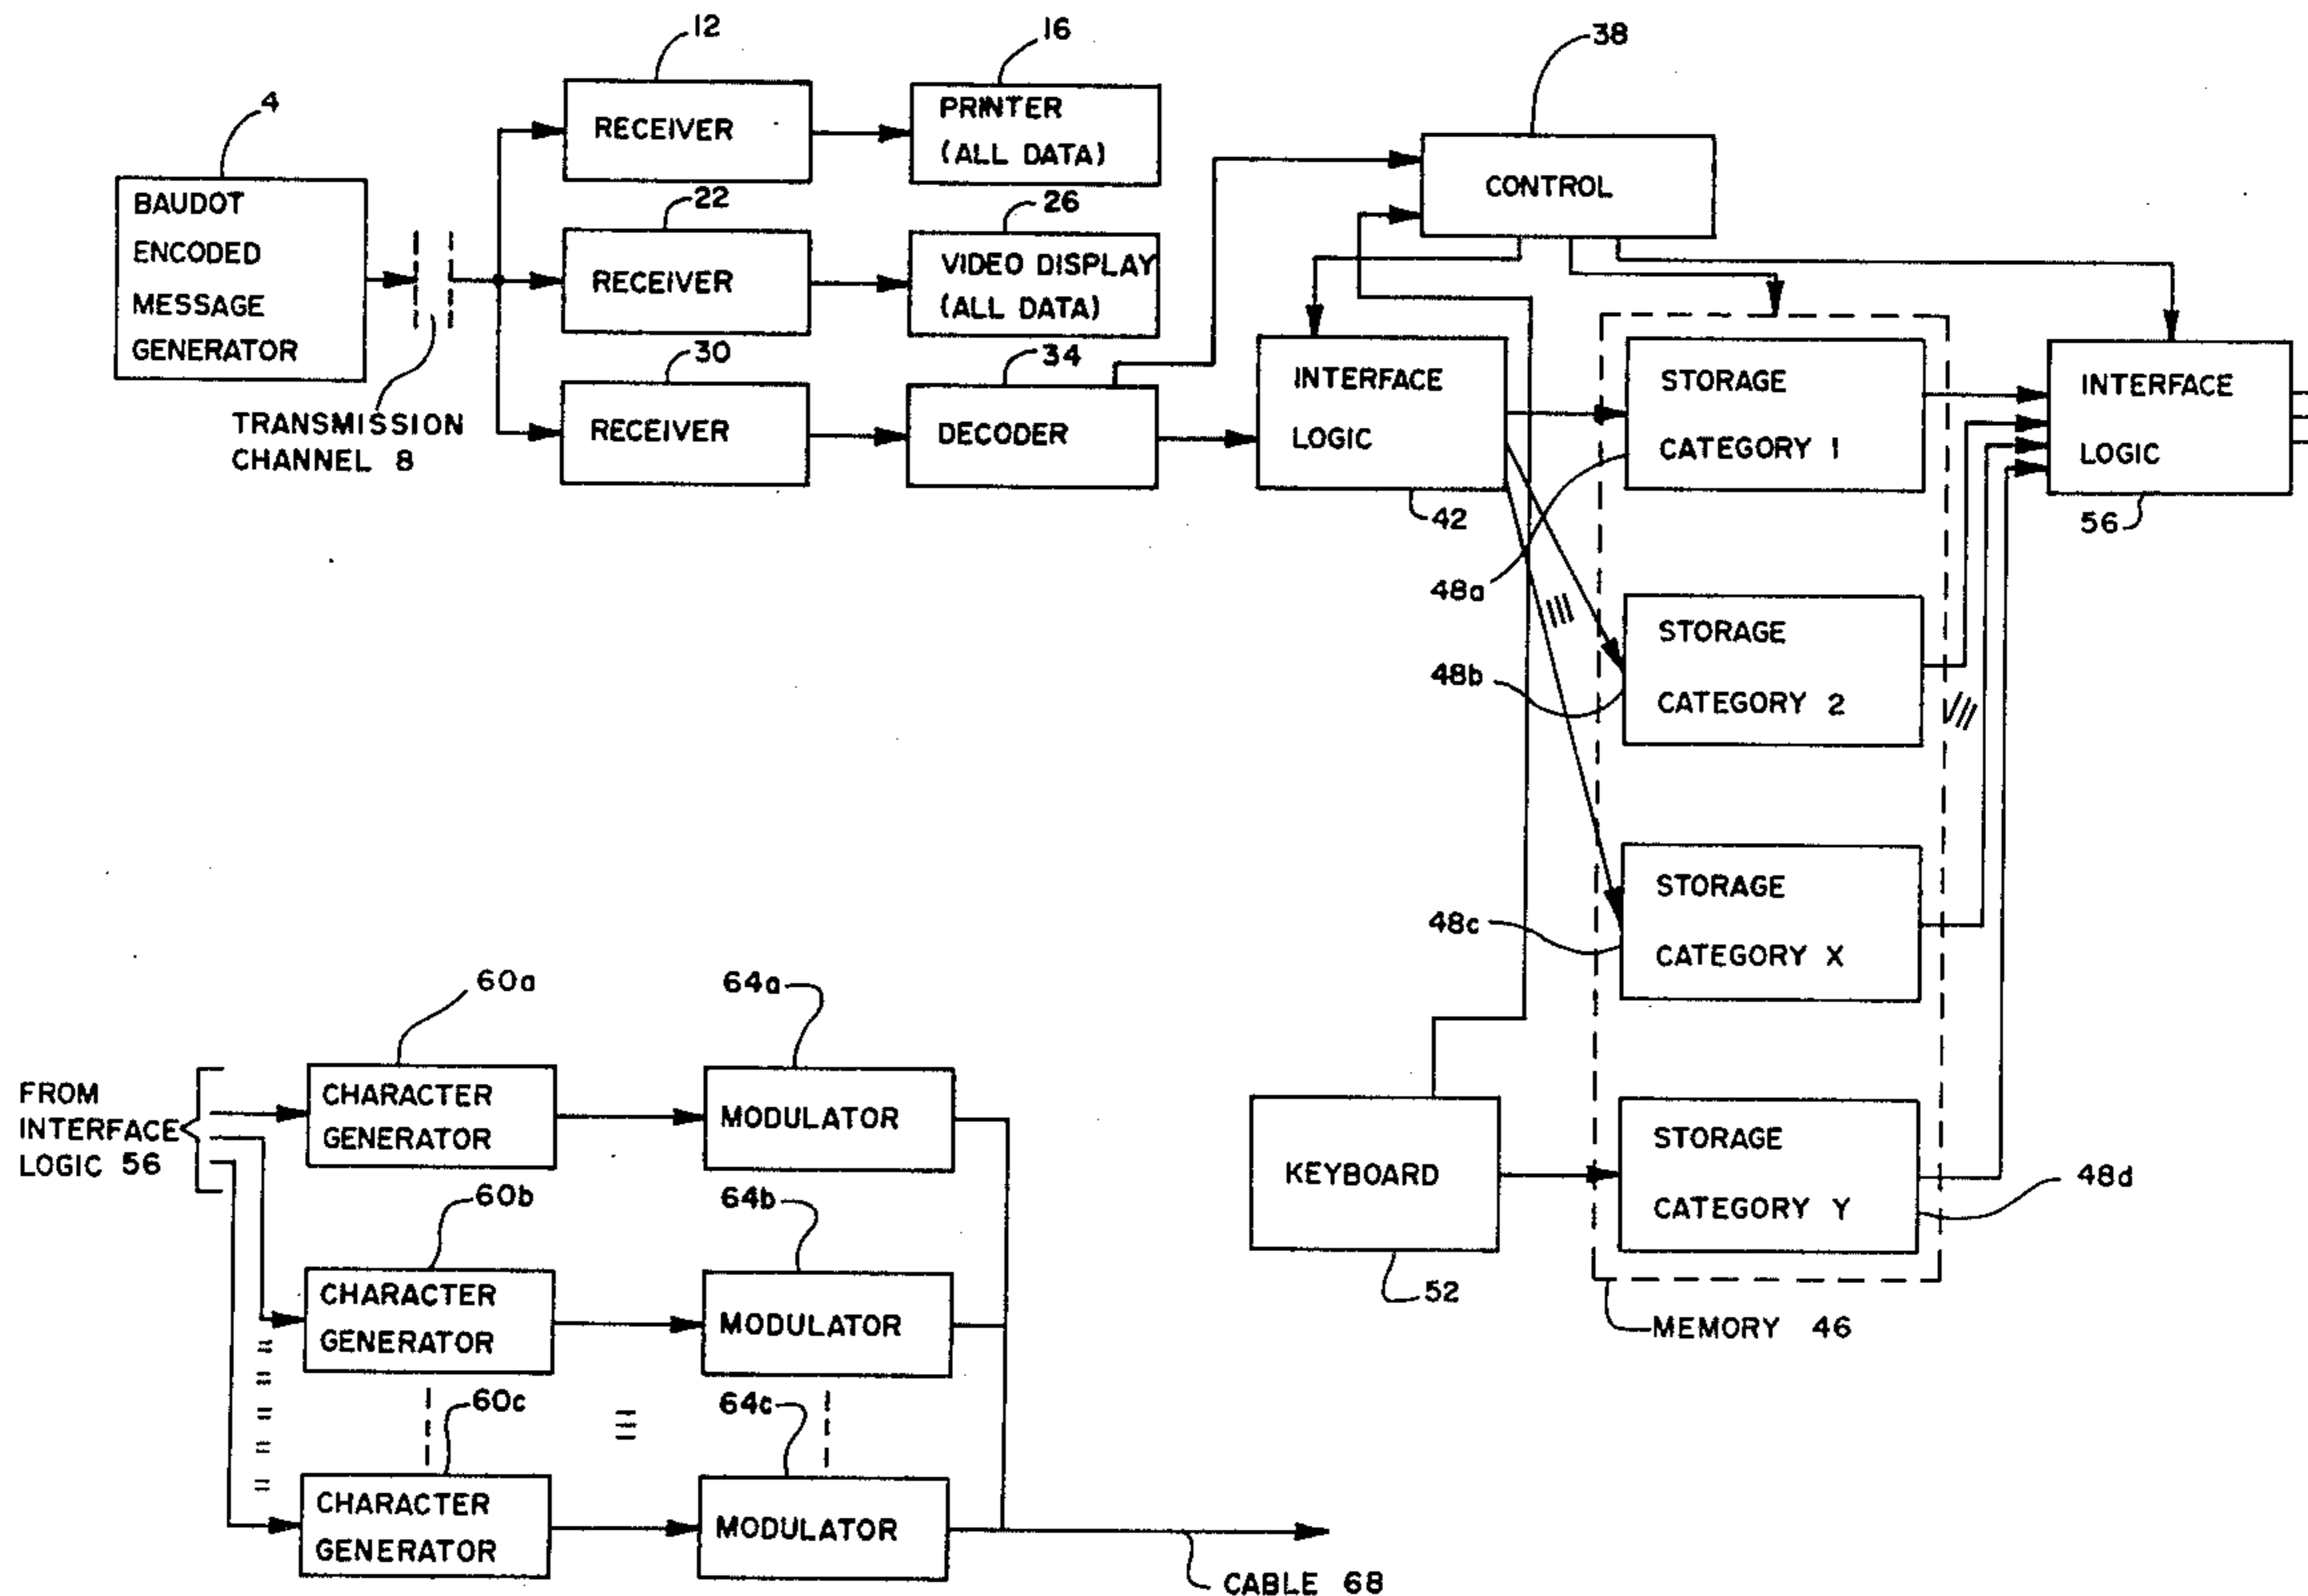 12
16
38
4
BAUDOT
ENCODED
MESSAGE
GENERATOR
TRANSMISSION
CHANNEL 8
RECEIVER
PRINTER
(ALL DATA)
CONTROL
22
26
RECEIVER
VIDEO DISPLAY
(ALL DATA)
30
34
RECEIVER
DECODER
INTERFACE
LOGIC
42
STORAGE
CATEGORY 1
48a
INTERFACE
LOGIC
56
STORAGE
CATEGORY 2
48b
STORAGE
CATEGORY X
48c
KEYBOARD
52
STORAGE
CATEGORY Y
48d
MEMORY 46
FROM
INTERFACE
LOGIC 56
60a
64a
CHARACTER
GENERATOR
MODULATOR
60b
64b
CHARACTER
GENERATOR
MODULATOR
60c
64c
CHARACTER
GENERATOR
MODULATOR
CABLE 68